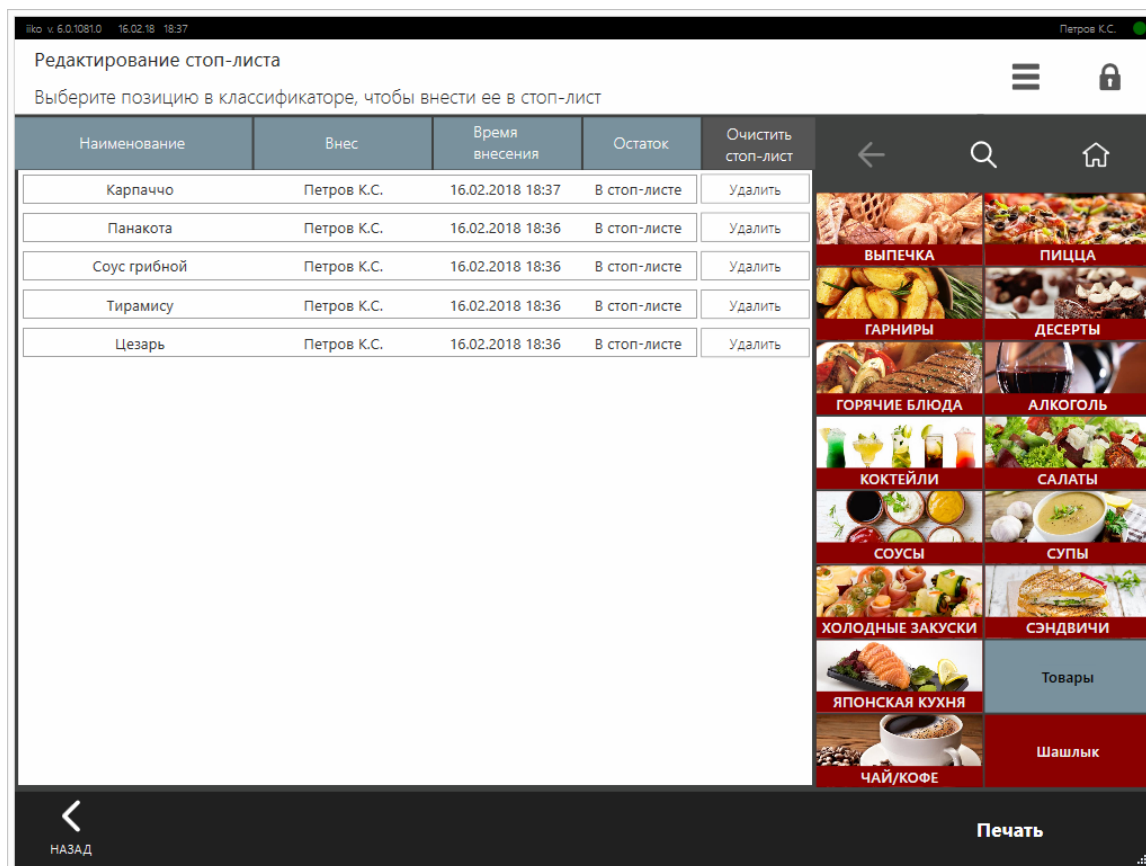 iiko v. 6.0.1081.0 16.02.18 18:37 Петров К.С.
Редактирование стоп-листа
Выберите позицию в классификаторе, чтобы внести ее в стоп-лист
Наименование Внес Время внесения Остаток Очистить стоп-лист
Карпаччо Петров К.С. 16.02.2018 18:37 В стоп-листе Удалить
Панакота Петров К.С. 16.02.2018 18:36 В стоп-листе Удалить
Соус грибной Петров К.С. 16.02.2018 18:36 В стоп-листе Удалить
Тирамису Петров К.С. 16.02.2018 18:36 В стоп-листе Удалить
Цезарь Петров К.С. 16.02.2018 18:36 В стоп-листе Удалить
ВЫПЕЧКА ПИЦЦА
ГАРНИРЫ ДЕСЕРТЫ
ГОРЯЧИЕ БЛЮДА АЛКОГОЛЬ
КОКТЕЙЛИ САЛАТЫ
СОУСЫ СУПЫ
ХОЛОДНЫЕ ЗАКУСКИ СЭНДВИЧИ
ЯПОНСКАЯ КУХНЯ Товары
ЧАЙ/КОФЕ Шашлык
НАЗАД Печать